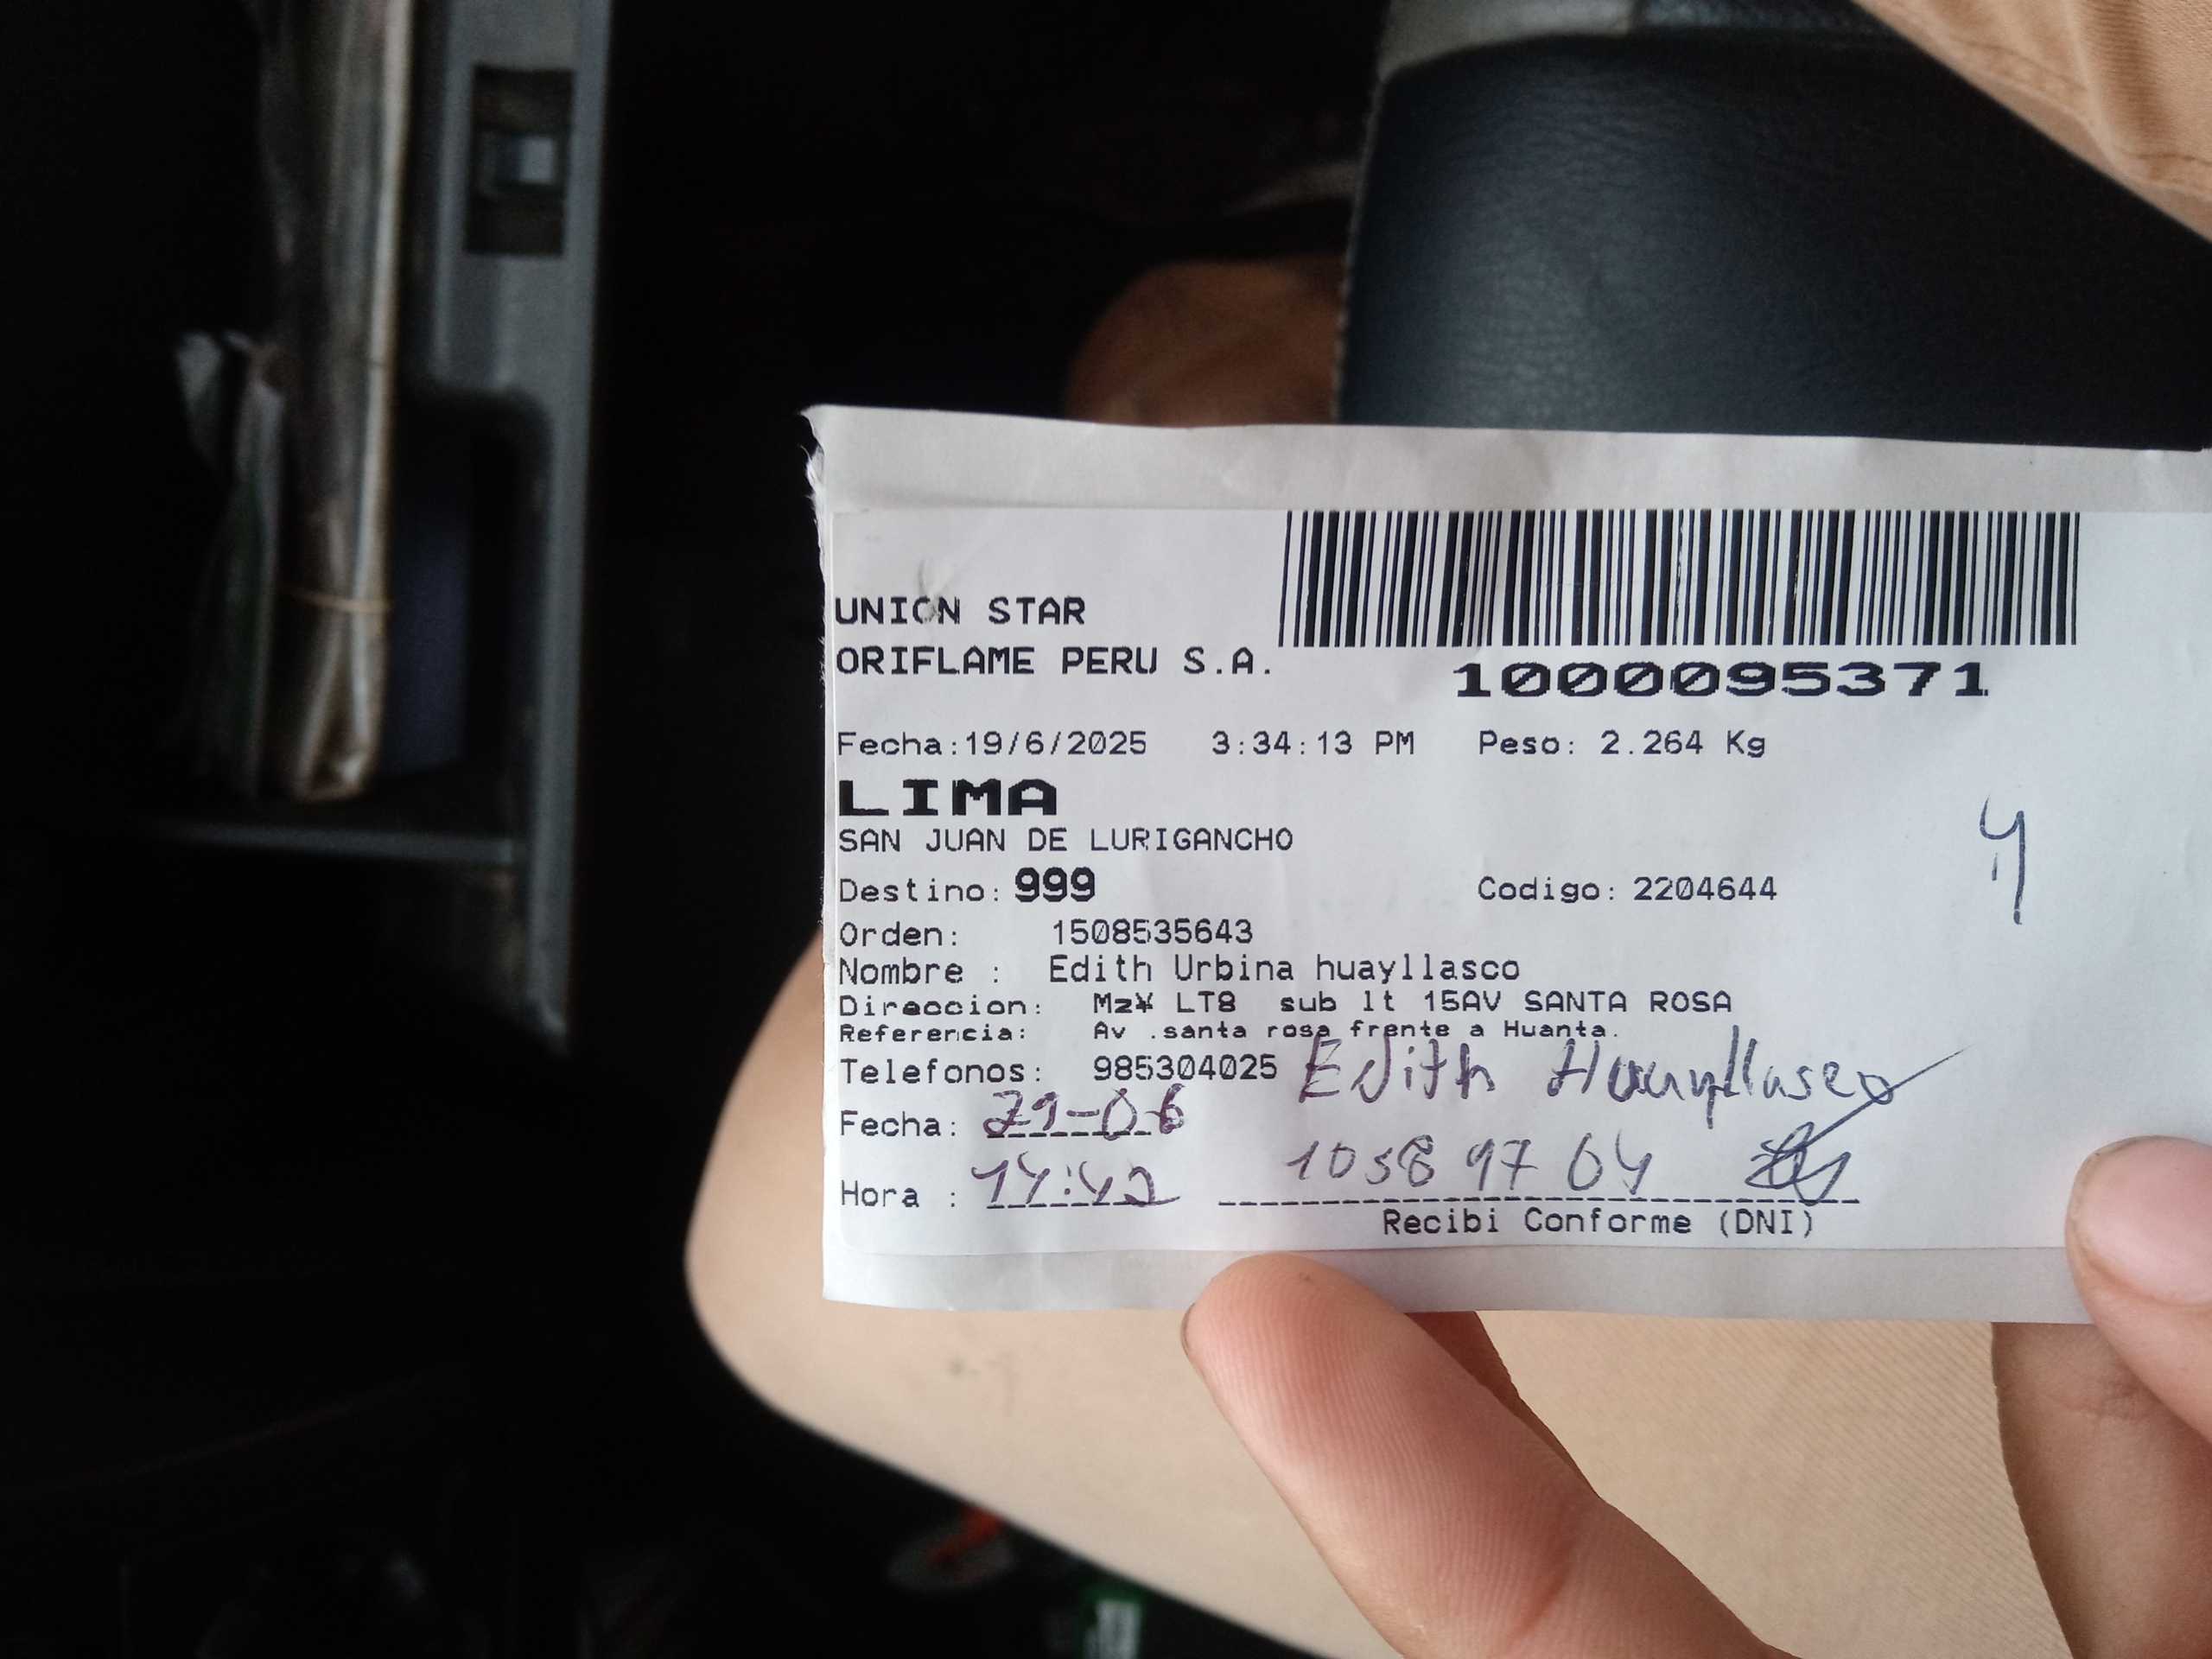 UNION STAR
ORIFLAME PERU S.A.
1000095371
Fecha:19/6/2025 3:34:13 PM Peso: 2.264 Kg
LIMA
SAN JUAN DE LURIGANCHO
4
Destino: 999 Codigo: 2204644
Orden: 1508535643
Nombre : Edith Urbina huayllasco
Direccion: Mz¥ LT8 sub lt 15AV SANTA ROSA
Referencia: Av .santa rosa frente a Huanta.
Telefonos: 985304025 Edith Huayllasco
Fecha: 21-06
Hora : 14:42 10589704
Recibi Conforme (DNI)